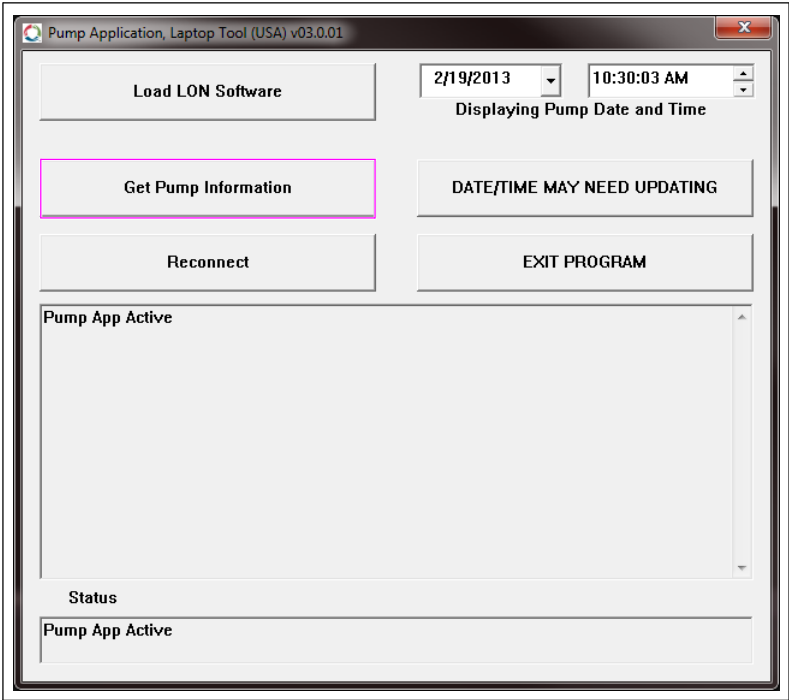 Pump Application, Laptop Tool (USA) v03.0.01
Load LON Software
2/19/2013
10:30:03 AM
Displaying Pump Date and Time
Get Pump Information
DATE/TIME MAY NEED UPDATING
Reconnect
EXIT PROGRAM
Pump App Active
Status
Pump App Active